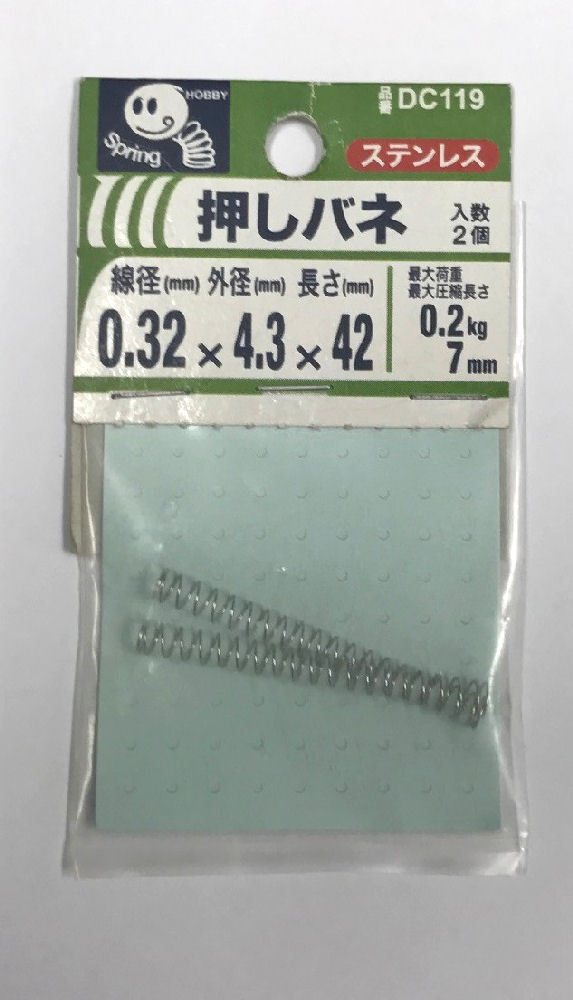 HOBBY
Spring
品番 DC119
ステンレス
押しバネ
入数
2個
線径(mm) 外径(mm) 長さ(mm)
0.32×4.3×42
最大荷重
最大圧縮長さ
0.2kg
7mm